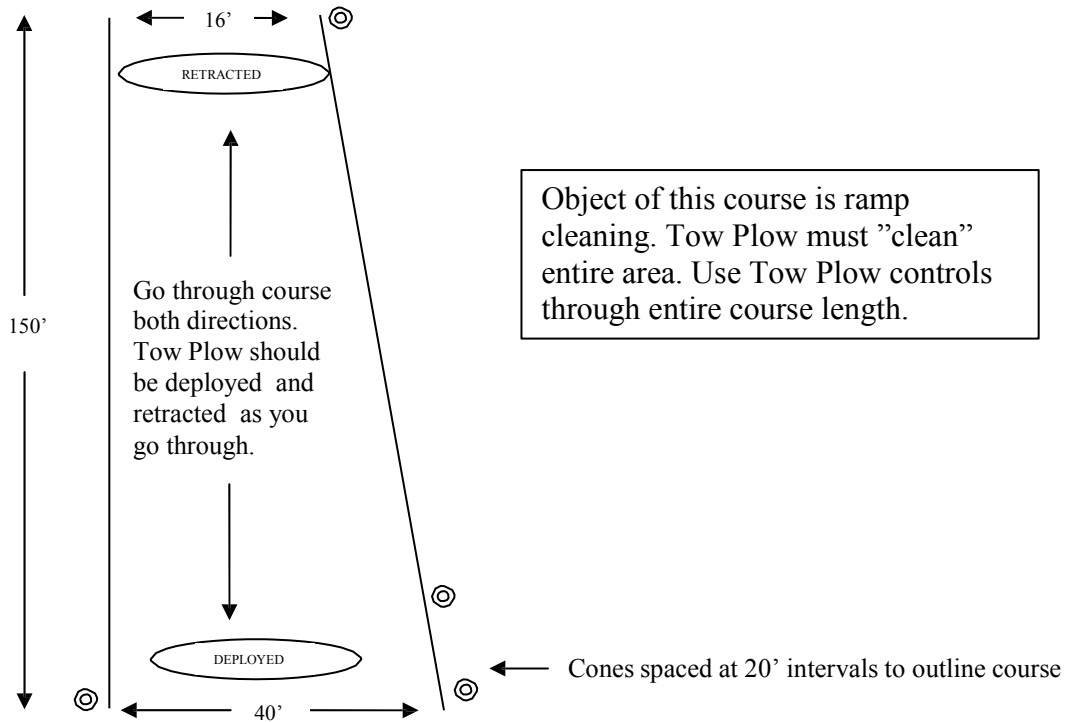 16’
RETRACTED
Object of this course is ramp
cleaning. Tow Plow must ”clean”
entire area. Use Tow Plow controls
through entire course length.
Go through course
both directions.
Tow Plow should
be deployed and
retracted as you
go through.
150’
DEPLOYED
Cones spaced at 20’ intervals to outline course
40’